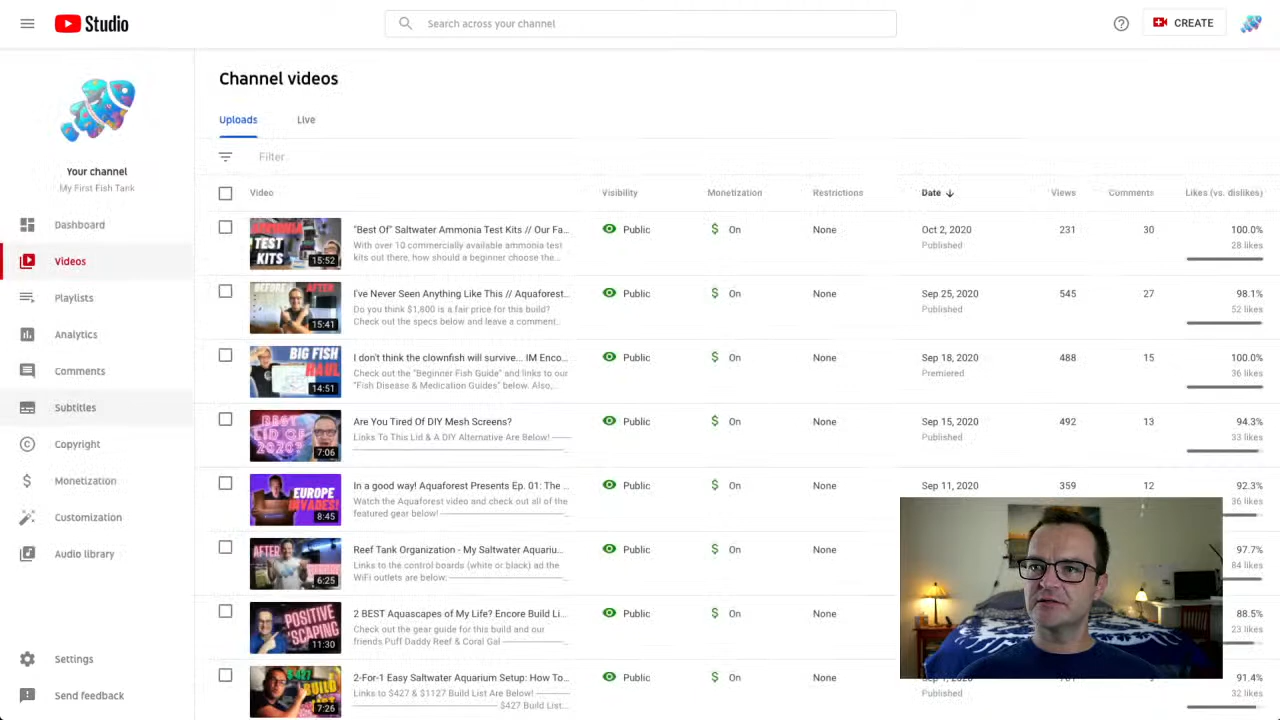 Studio
Search across your channel
CREATE
Your channel
My First Fish Tank
Dashboard
Videos
Playlists
Analytics
Comments
Subtitles
Copyright
Monetization
Customization
Audio library
Settings
Send feedback
Channel videos
Uploads
Live
Filter
Video
Visibility
Monetization
Restrictions
Date
Views
Comments
Likes (vs. dislikes)
AMMONIA
TEST
KITS
15:52
"Best Of" Saltwater Ammonia Test Kits // Our Fa...
With over 10 commercially available ammonia test
kits out there, how should a beginner choose the...
Public
On
None
Oct 2, 2020
Published
231
30
100.0%
28 likes
BEFORE AFTER
15:41
I've Never Seen Anything Like This // Aquaforest...
Do you think $1,800 is a fair price for this build?
Check out the specs below and leave a comment...
Public
On
None
Sep 25, 2020
Published
545
27
98.1%
52 likes
BIG FISH
HAUL
14:51
I don't think the clownfish will survive... IM Enco...
Check out the "Beginner Fish Guide" and links to our
"Fish Disease & Medication Guides" below. Also,...
Public
On
None
Sep 18, 2020
Premiered
488
15
100.0%
36 likes
BEST
LID OF
2020?
7:06
Are You Tired Of DIY Mesh Screens?
Links To This Lid & A DIY Alternative Are Below! ——
...
Public
On
None
Sep 15, 2020
Published
492
13
94.3%
33 likes
EUROPE
INVADES!
8:45
In a good way! Aquaforest Presents Ep. 01: The ...
Watch the Aquaforest video and check out all of the
featured gear below! ——...
Public
On
None
Sep 11, 2020
359
12
92.3%
36 likes
AFTER
6:25
Reef Tank Organization - My Saltwater Aquariu...
Links to the control boards (white or black) ad the
WiFi outlets are below: ——...
Public
On
None
97.7%
84 likes
POSITIVE
'SCAPING
11:30
2 BEST Aquascapes of My Life? Encore Build Li...
Check out the gear guide for this build and our
friends Puff Daddy Reef & Coral Gal ——...
Public
On
None
88.5%
23 likes
$427
BUILD
LIST
7:26
2-For-1 Easy Saltwater Aquarium Setup: How To...
Links to $427 & $1127 Build List Are Below! ——
—— $427 Build List...
Public
On
None
Published
91.4%
32 likes